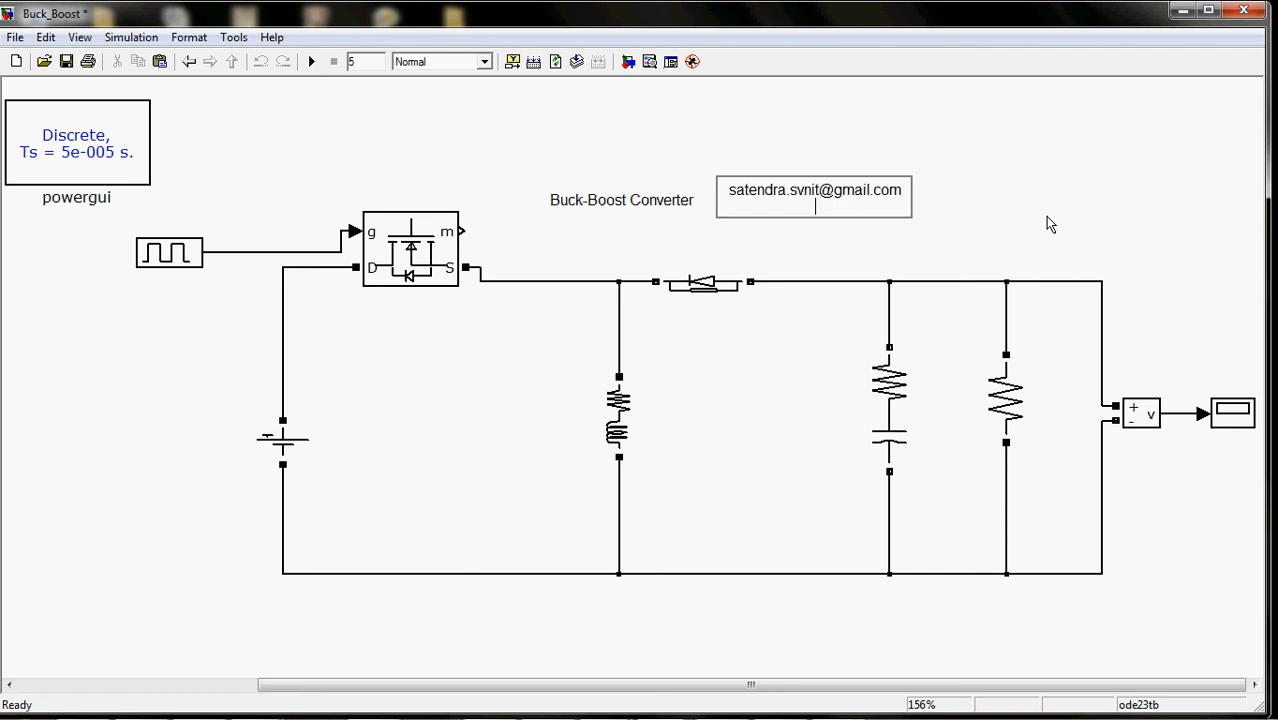 Buck_Boost *
File Edit View Simulation Format Tools Help
5 Normal
Discrete,
Ts = 5e-005 s.
powergui
Buck-Boost Converter
satendra.svnit@gmail.com
g m
D S
+
- v
Ready 156% ode23tb